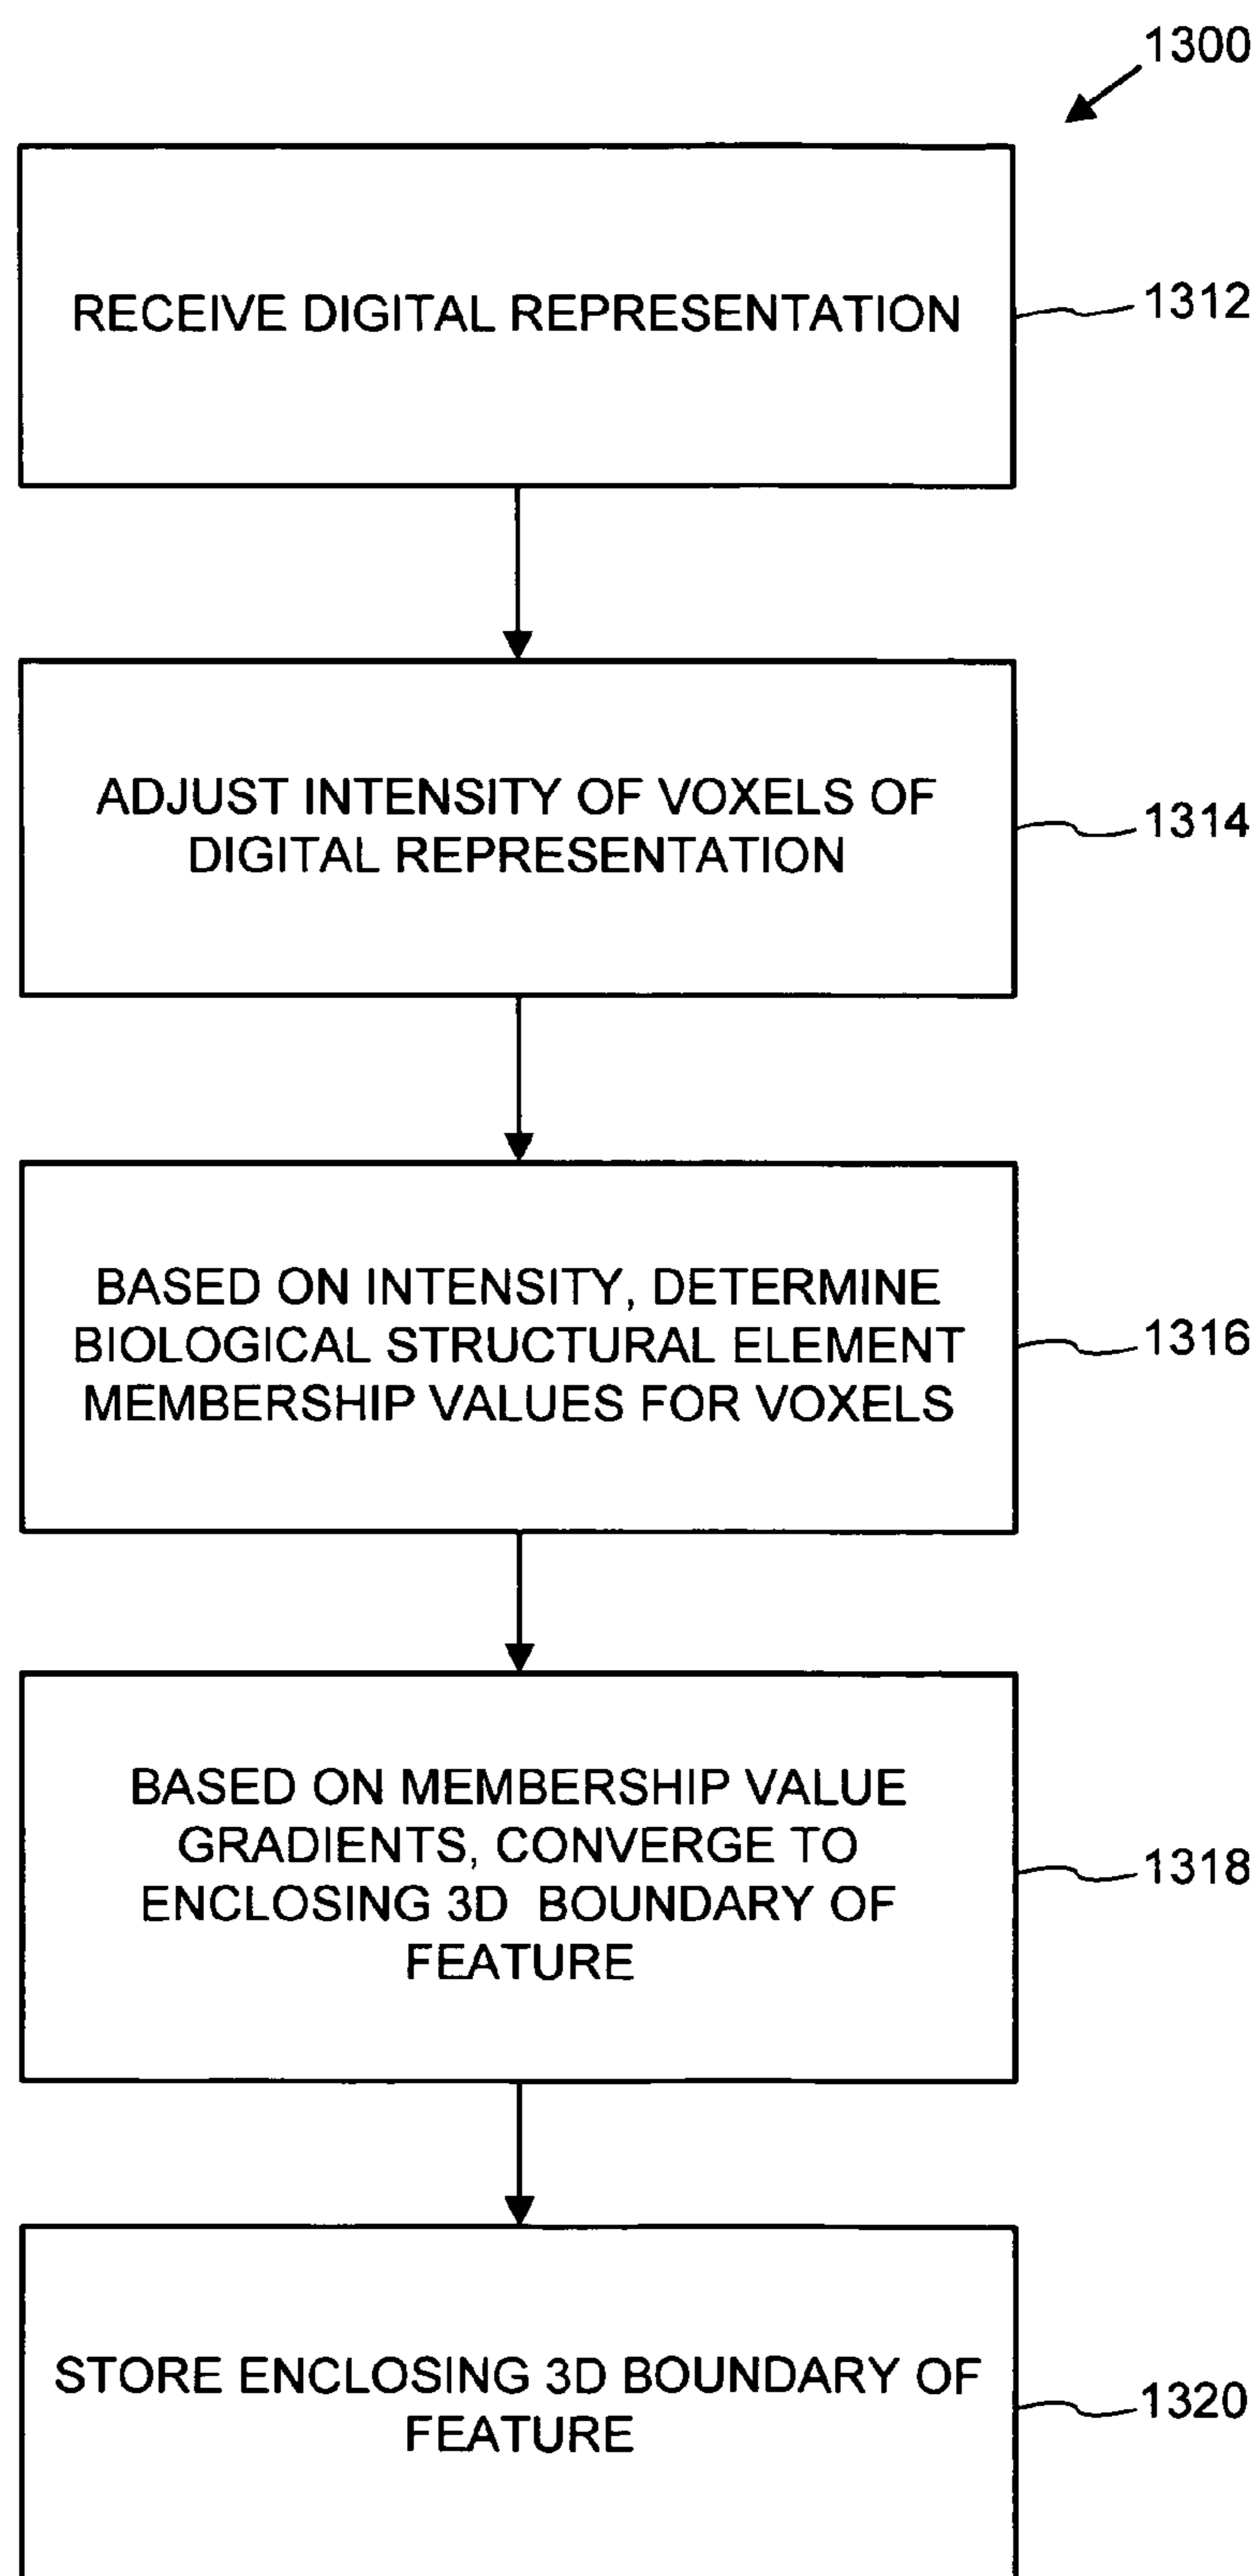 1300
RECEIVE DIGITAL REPRESENTATION
1312
ADJUST INTENSITY OF VOXELS OF
DIGITAL REPRESENTATION
1314
BASED ON INTENSITY, DETERMINE
BIOLOGICAL STRUCTURAL ELEMENT
MEMBERSHIP VALUES FOR VOXELS
1316
BASED ON MEMBERSHIP VALUE
GRADIENTS, CONVERGE TO
ENCLOSING 3D BOUNDARY OF
FEATURE
1318
STORE ENCLOSING 3D BOUNDARY OF
FEATURE
1320